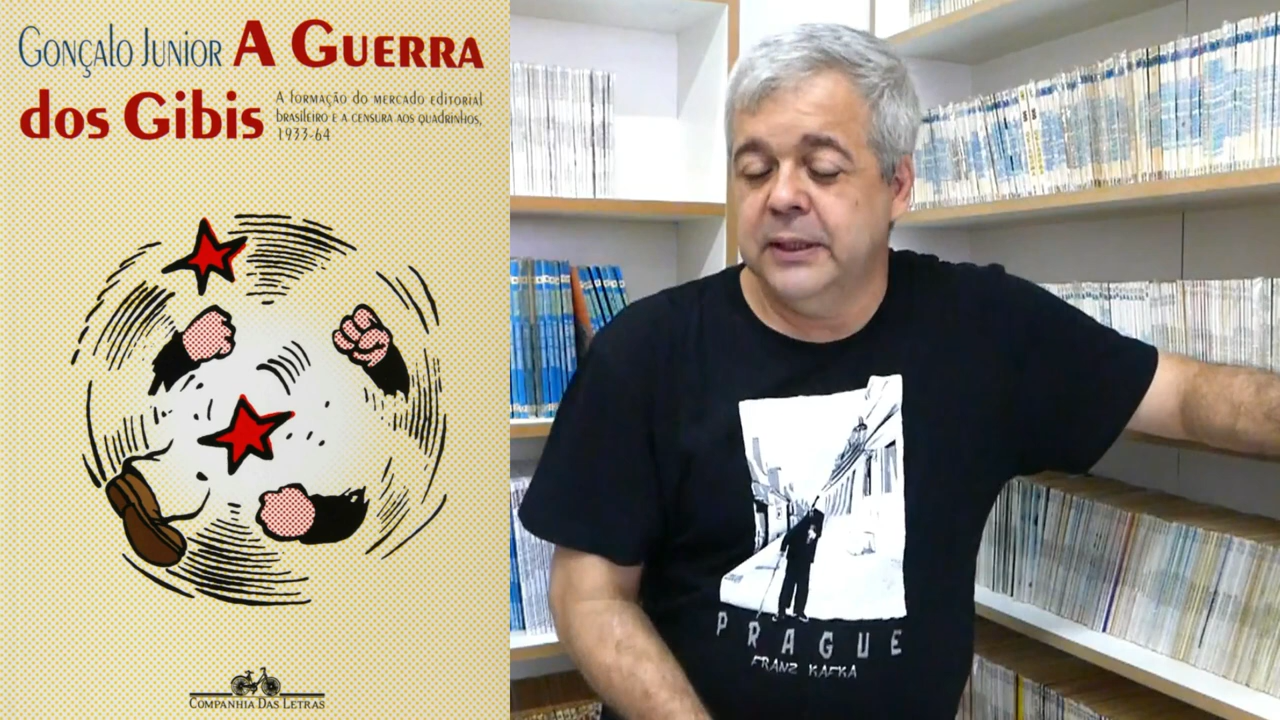 Gonçalo Junior A Guerra
dos Gibis
A formação do mercado editorial
brasileiro e a censura aos quadrinhos,
1933-64
Companhia Das Letras
PRAGUE
FRANZ KAFKA